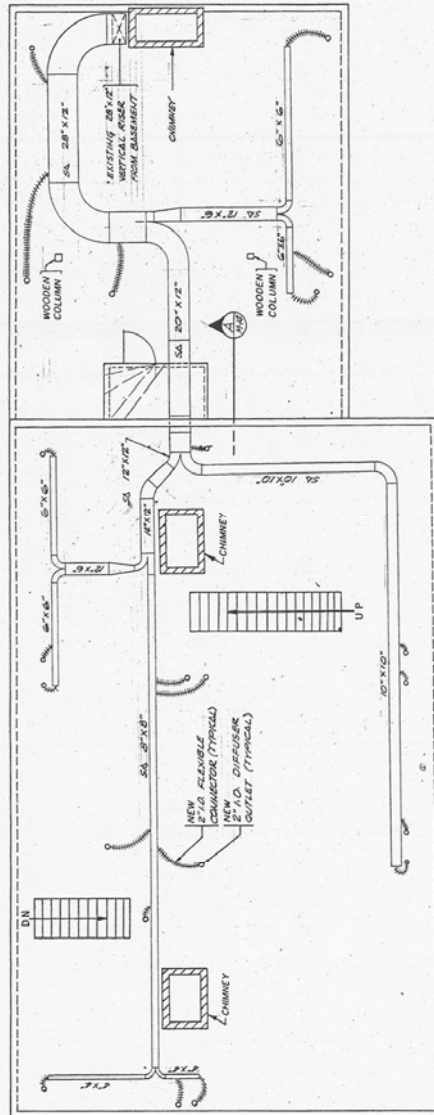 SA 28"X12"
EXISTING 28"X12"
VERTICAL RISER
FROM BASEMENT
CHIMNEY
6"X6"
SA 12"X6"
6"X6"
WOODEN
COLUMN
WOODEN
COLUMN
SA 20"X12"
A
SA 12"X12"
12"X12"
6"X6"
12"X6"
6"X6"
SA 10"X10"
CHIMNEY
UP
SA 8"X8"
10"X10"
NEW
2" I.D. FLEXIBLE
CONNECTOR (TYPICAL)
NEW
2" I.D. DIFFUSER
OUTLET (TYPICAL)
DN
CHIMNEY